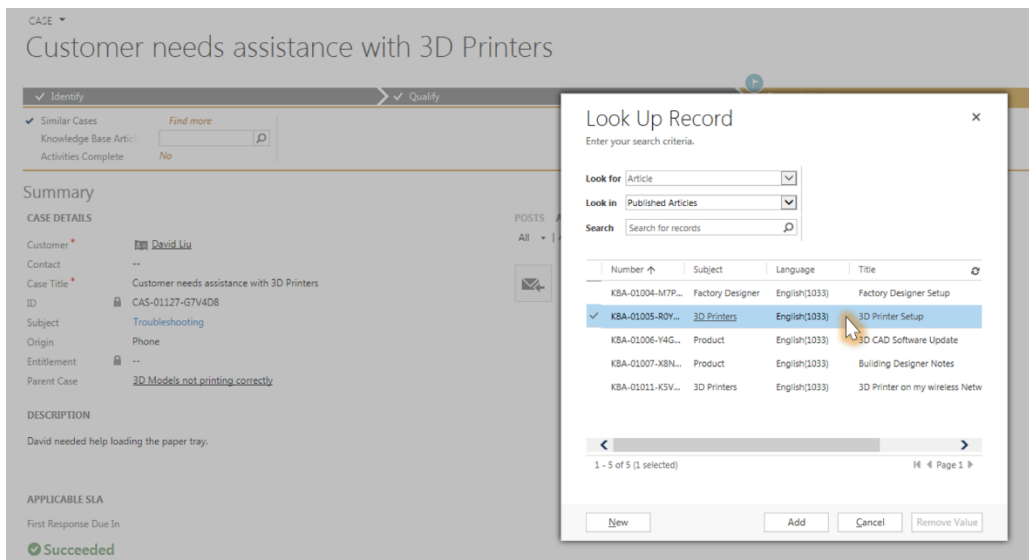 CASE
Customer needs assistance with 3D Printers
Identify
Qualify
Similar Cases Find more
Knowledge Base Artic
Activities Complete No
Summary
CASE DETAILS
Customer* David Liu
Contact --
Case Title* Customer needs assistance with 3D Printers
ID CAS-01127-G7V4D8
Subject Troubleshooting
Origin Phone
Entitlement --
Parent Case 3D Models not printing correctly
DESCRIPTION
David needed help loading the paper tray.
APPLICABLE SLA
First Response Due In
Succeeded
POSTS A
All
Look Up Record
Enter your search criteria.
Look for Article
Look in Published Articles
Search Search for records
Number Subject Language Title
KBA-01004-M7P... Factory Designer English(1033) Factory Designer Setup
KBA-01005-R0Y... 3D Printers English(1033) 3D Printer Setup
KBA-01006-Y4G... Product English(1033) 3D CAD Software Update
KBA-01007-X8N... Product English(1033) Building Designer Notes
KBA-01011-K5V... 3D Printers English(1033) 3D Printer on my wireless Netw
1 - 5 of 5 (1 selected) Page 1
New Add Cancel Remove Value